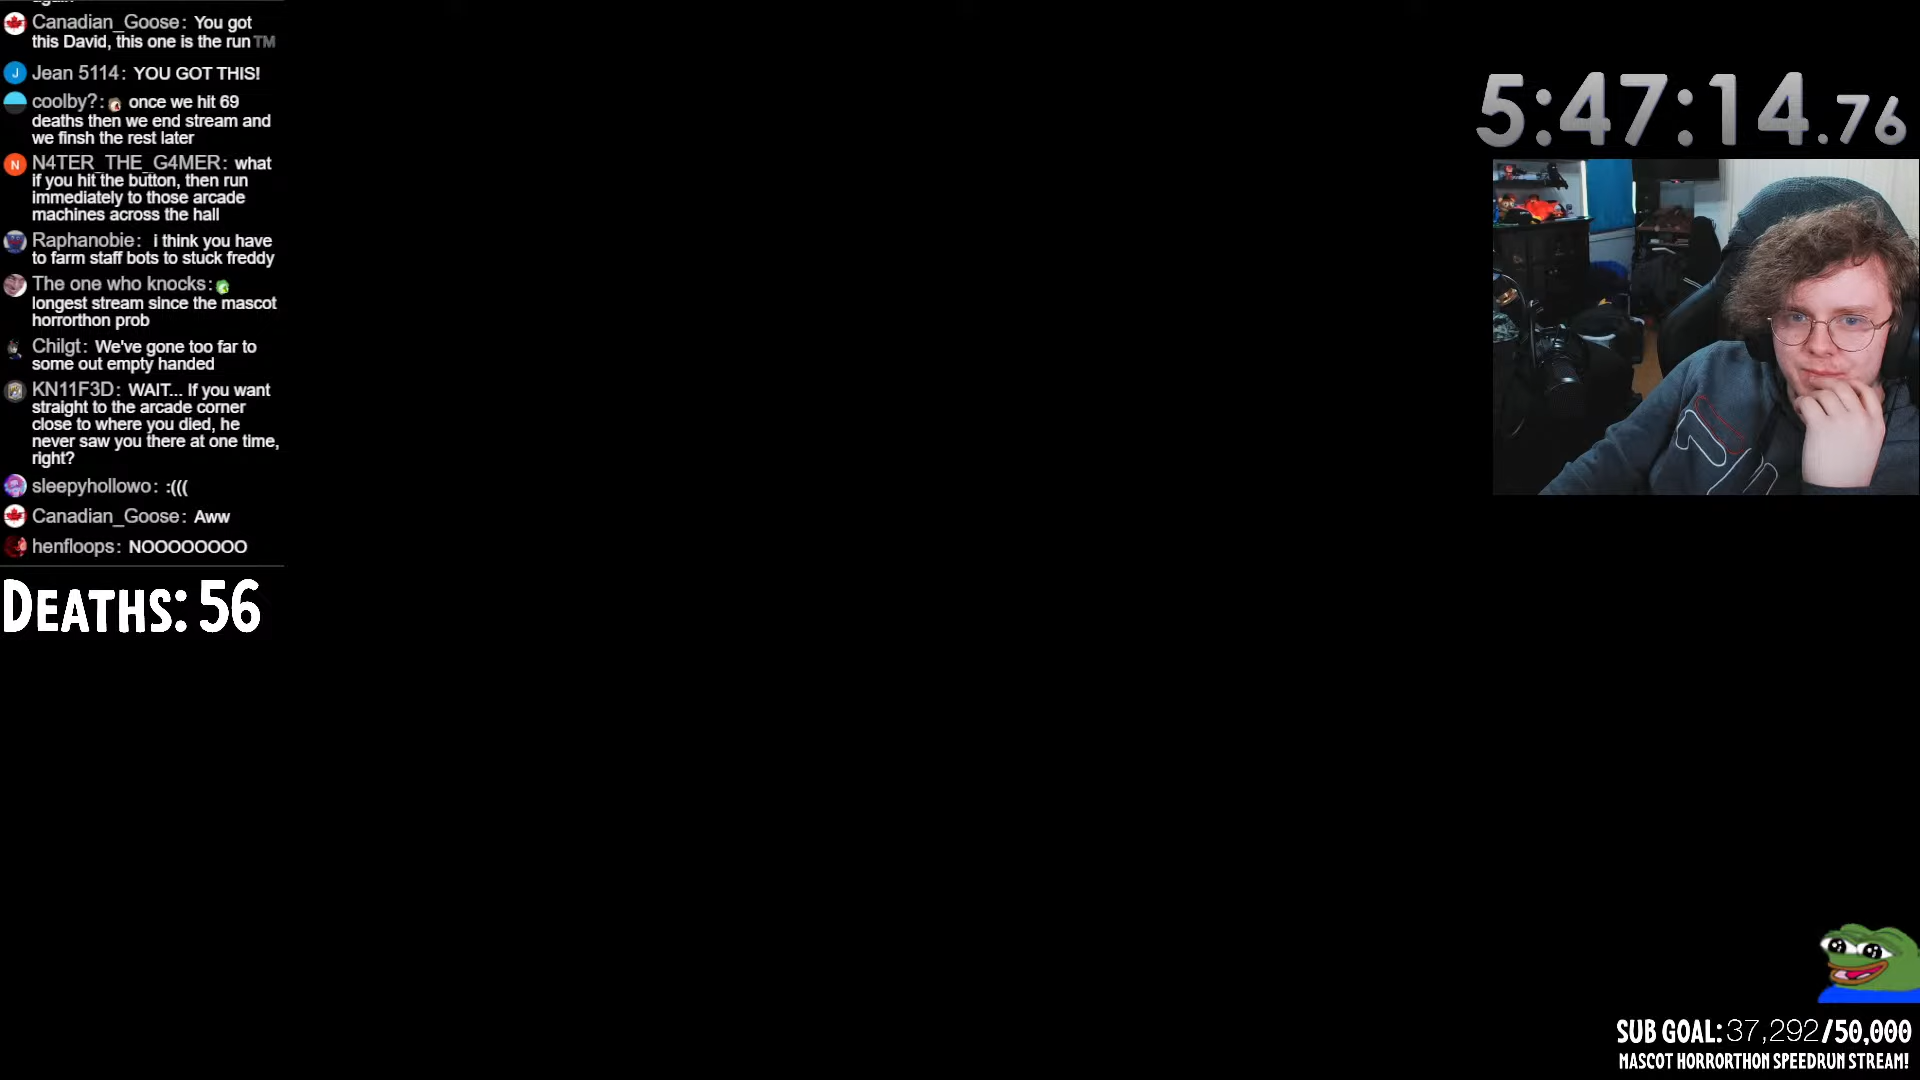 Canadian_Goose: You got
this David, this one is the run TM
Jean 5114: YOU GOT THIS!
coolby?: once we hit 69
deaths then we end stream and
we finsh the rest later
N4TER_THE_G4MER: what
if you hit the button, then run
immediately to those arcade
machines across the hall
Raphanobie: i think you have
to farm staff bots to stuck freddy
The one who knocks:
longest stream since the mascot
horrorthon prob
Chilgt: We've gone too far to
some out empty handed
KN11F3D: WAIT... If you want
straight to the arcade corner
close to where you died, he
never saw you there at one time,
right?
sleepyhollowo: :(((
Canadian_Goose: Aww
henfloops: NOOOOOOOO
DEATHS: 56
5:47:14.76
SUB GOAL: 37,292/50,000
MASCOT HORRORTHON SPEEDRUN STREAM!